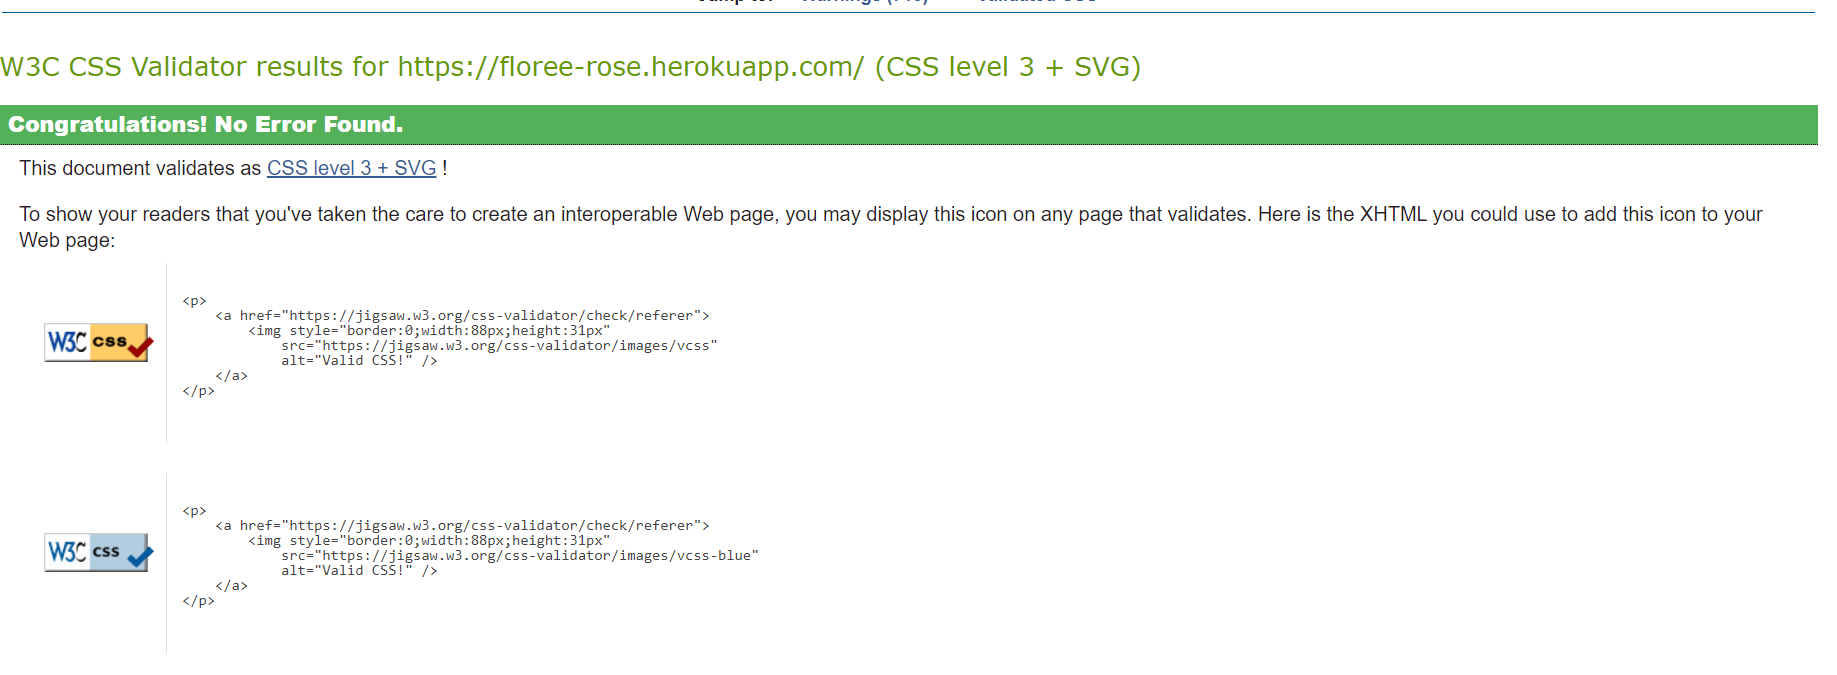 W3C CSS Validator results for https://floree-rose.herokuapp.com/ (CSS level 3 + SVG)
Congratulations! No Error Found.
This document validates as CSS level 3 + SVG !
To show your readers that you've taken the care to create an interoperable Web page, you may display this icon on any page that validates. Here is the XHTML you could use to add this icon to your
Web page:
W3C css
<p>
    <a href="https://jigsaw.w3.org/css-validator/check/referer">
        <img style="border:0;width:88px;height:31px"
            src="https://jigsaw.w3.org/css-validator/images/vcss"
            alt="Valid CSS!" />
    </a>
</p>
W3C css
<p>
    <a href="https://jigsaw.w3.org/css-validator/check/referer">
        <img style="border:0;width:88px;height:31px"
            src="https://jigsaw.w3.org/css-validator/images/vcss-blue"
            alt="Valid CSS!" />
    </a>
</p>